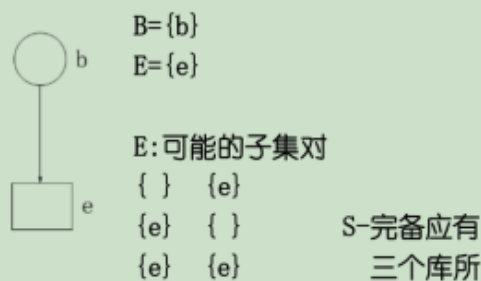 B={b}
b
E={e}
E:可能的子集对
{ } {e}
e
{e} { } S-完备应有
{e} {e} 三个库所